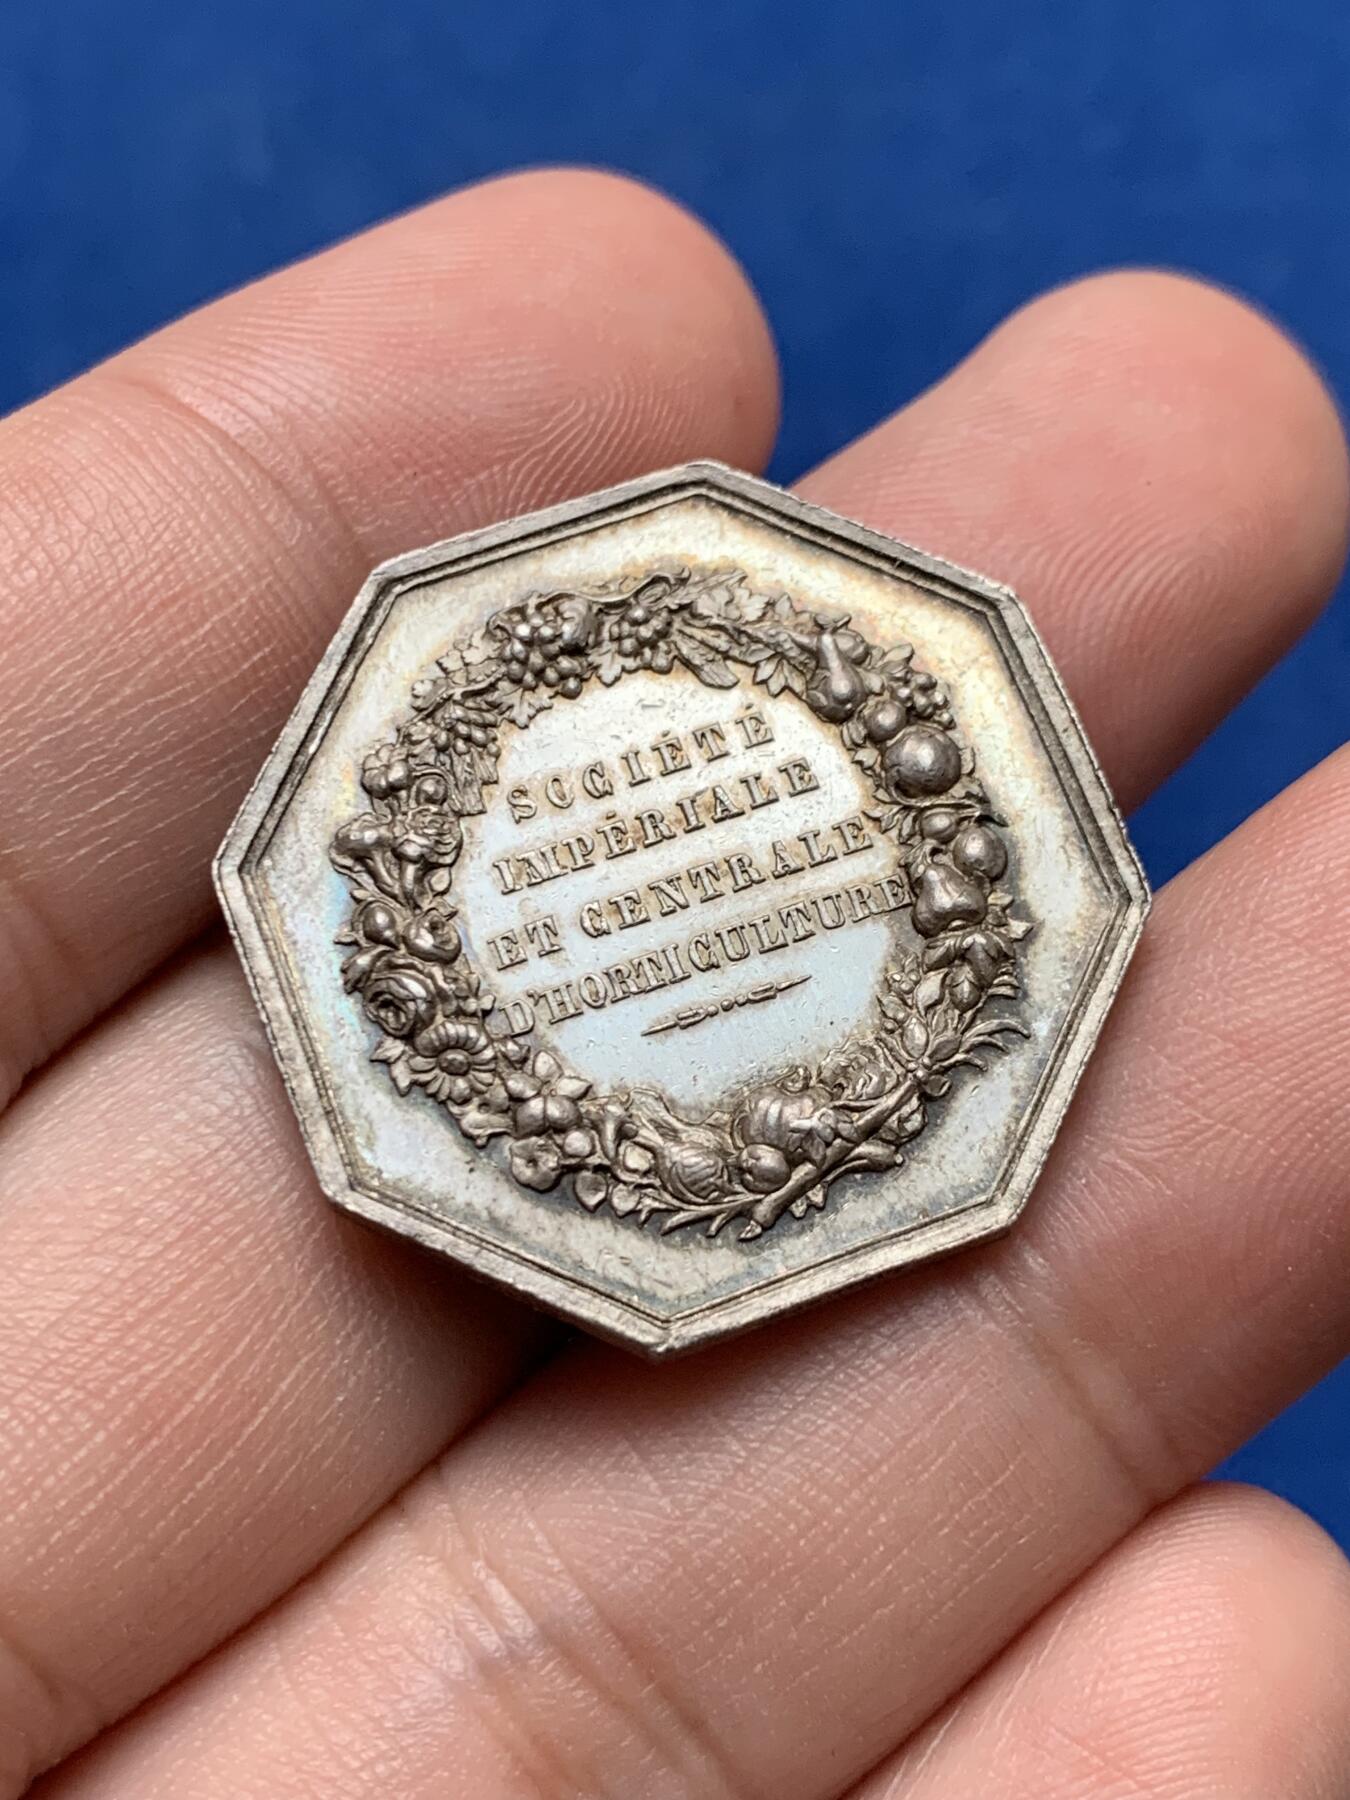 SOCIÉTÉ
IMPÉRIALE
ET CENTRALE
D'HORTICULTURE